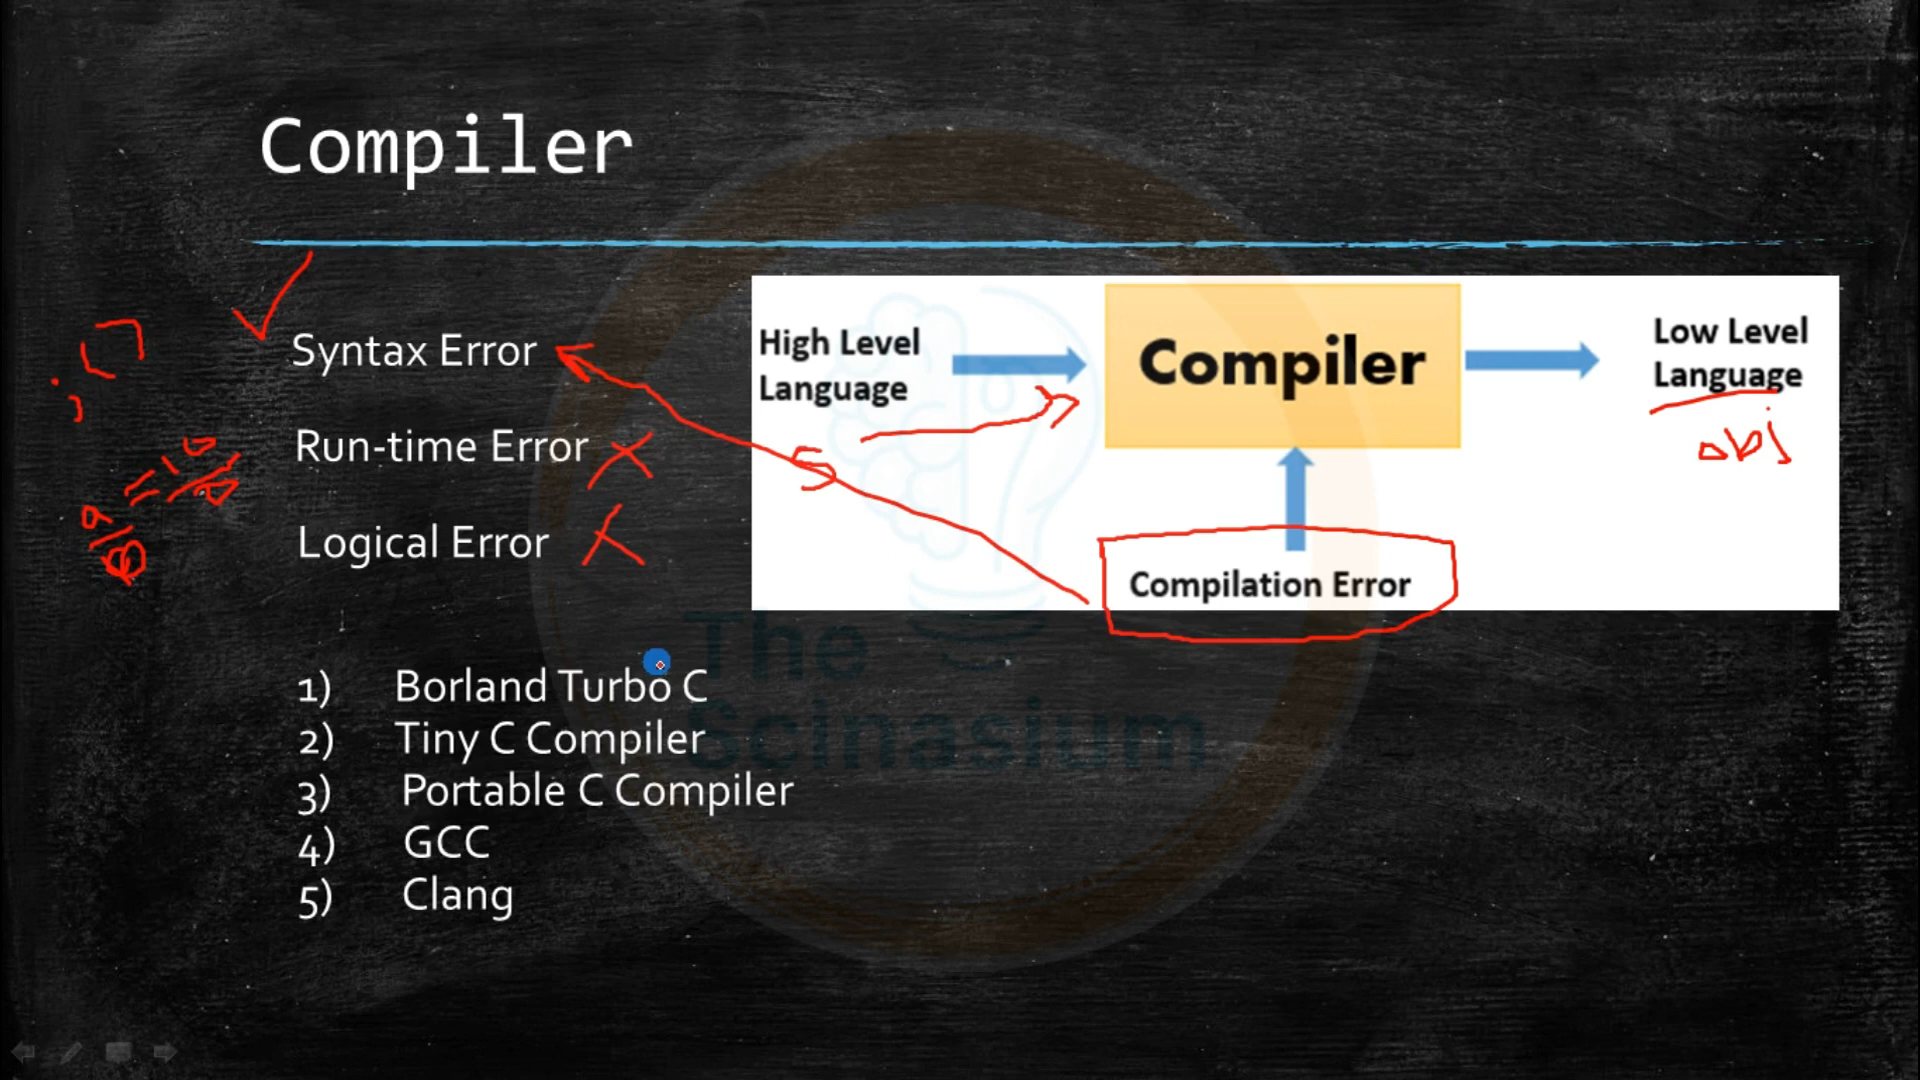 Compiler
Syntax Error
Run-time Error
Logical Error
High Level
Language
Compiler
Low Level
Language
obj
Compilation Error
;
a
= 10
1) Borland Turbo C
2) Tiny C Compiler
3) Portable C Compiler
4) GCC
5) Clang
The
Scinasium